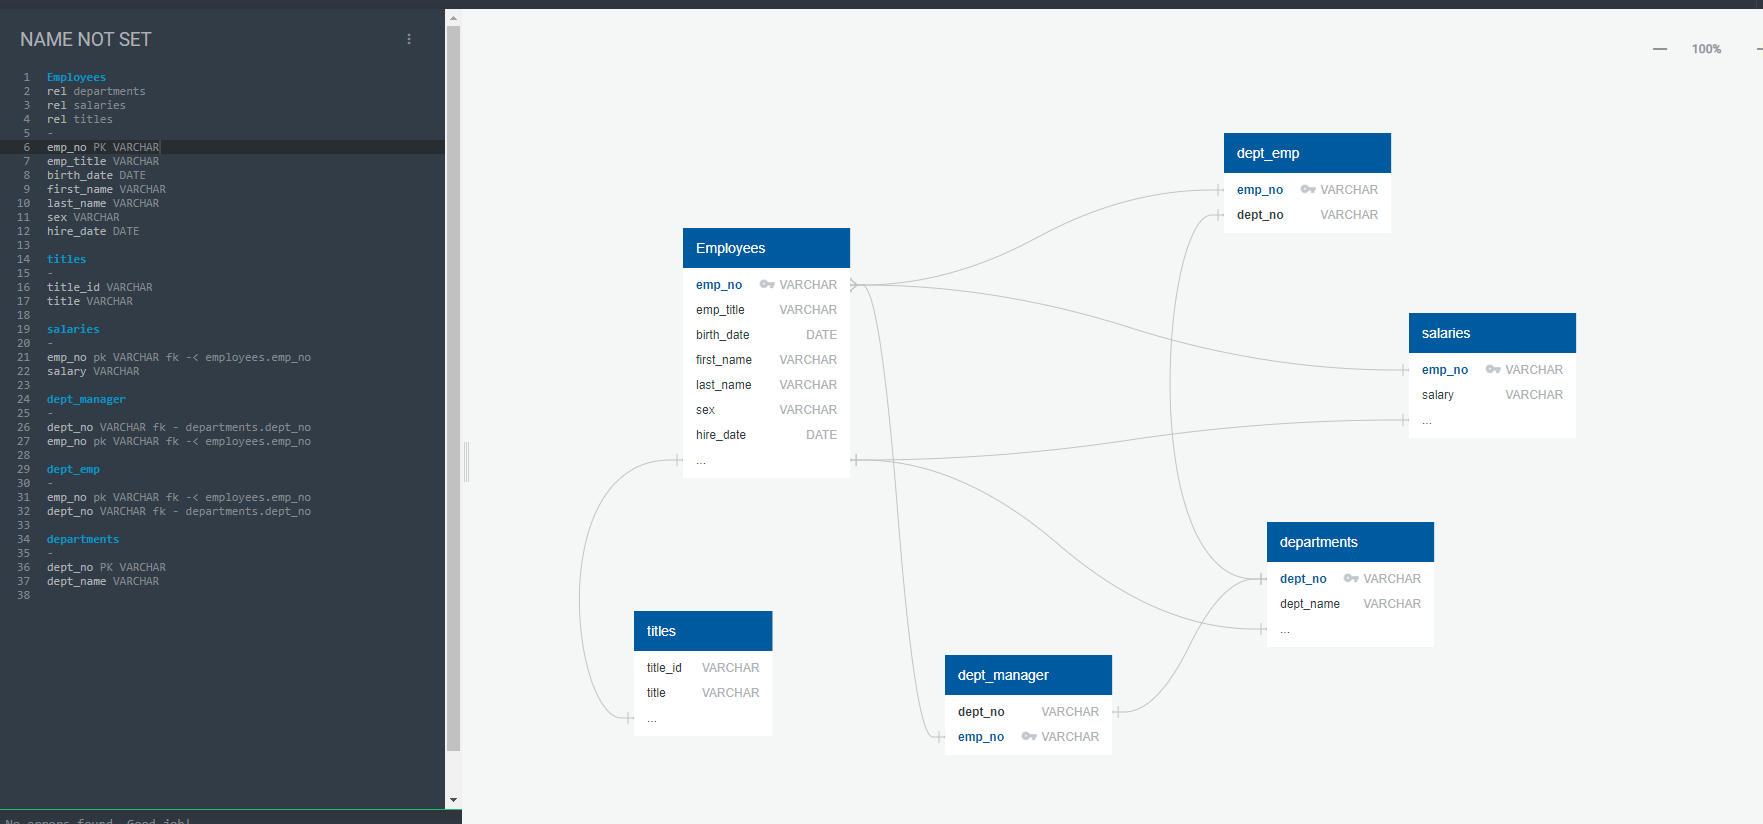 NAME NOT SET
1 Employees
2 rel departments
3 rel salaries
4 rel titles
5 -
6 emp_no PK VARCHAR
7 emp_title VARCHAR
8 birth_date DATE
9 first_name VARCHAR
10 last_name VARCHAR
11 sex VARCHAR
12 hire_date DATE
13
14 titles
15 -
16 title_id VARCHAR
17 title VARCHAR
18
19 salaries
20 -
21 emp_no pk VARCHAR fk -< employees.emp_no
22 salary VARCHAR
23
24 dept_manager
25 -
26 dept_no VARCHAR fk - departments.dept_no
27 emp_no pk VARCHAR fk -< employees.emp_no
28
29 dept_emp
30 -
31 emp_no pk VARCHAR fk -< employees.emp_no
32 dept_no VARCHAR fk - departments.dept_no
33
34 departments
35 -
36 dept_no PK VARCHAR
37 dept_name VARCHAR
38
No errors found. Good job!
100%
dept_emp
emp_no VARCHAR
dept_no VARCHAR
Employees
emp_no VARCHAR
emp_title VARCHAR
birth_date DATE
first_name VARCHAR
last_name VARCHAR
sex VARCHAR
hire_date DATE
...
salaries
emp_no VARCHAR
salary VARCHAR
...
departments
dept_no VARCHAR
dept_name VARCHAR
...
titles
title_id VARCHAR
title VARCHAR
...
dept_manager
dept_no VARCHAR
emp_no VARCHAR